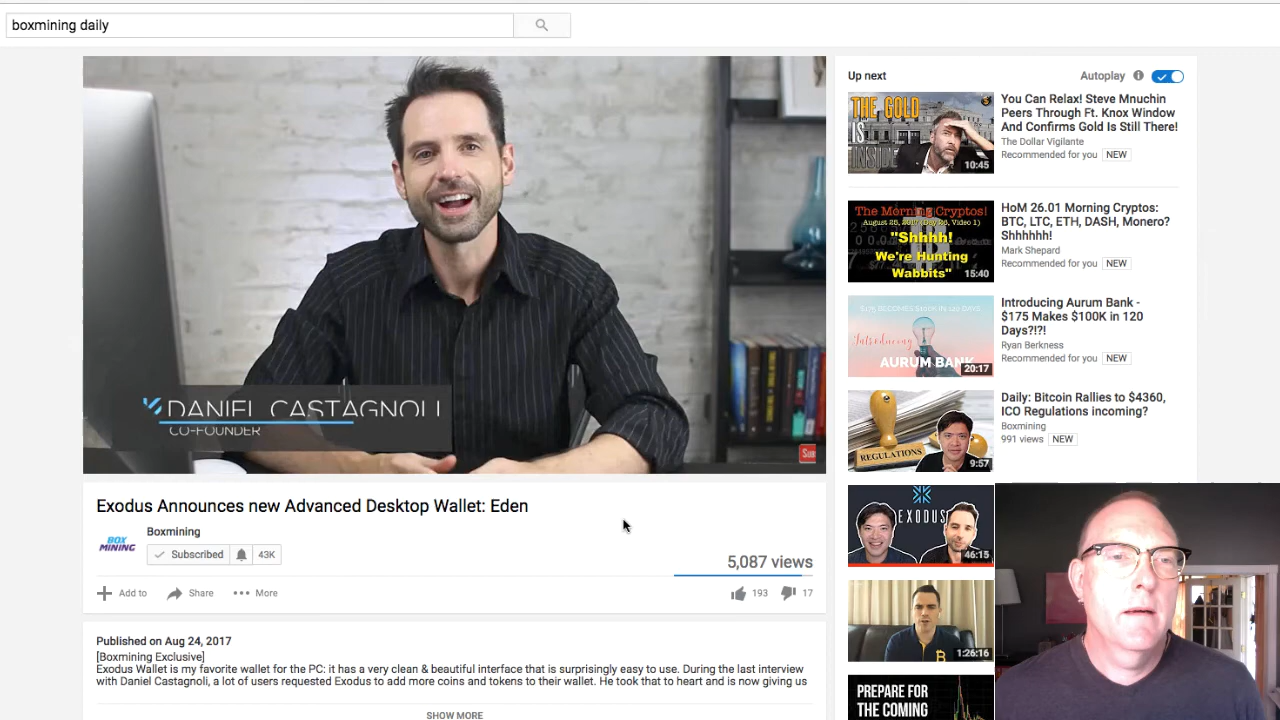 boxmining daily
DANIEL CASTAGNOLI
CO-FOUNDER
Exodus Announces new Advanced Desktop Wallet: Eden
BOX
MINING
Boxmining
Subscribed
43K
5,087 views
Add to
Share
More
193
17
Published on Aug 24, 2017
[Boxmining Exclusive]
Exodus Wallet is my favorite wallet for the PC: it has a very clean & beautiful interface that is surprisingly easy to use. During the last interview
with Daniel Castagnoli, a lot of users requested Exodus to add more coins and tokens to their wallet. He took that to heart and is now giving us
SHOW MORE
Up next
Autoplay
THE GOLD
IS
INSIDE
10:45
You Can Relax! Steve Mnuchin
Peers Through Ft. Knox Window
And Confirms Gold Is Still There!
The Dollar Vigilante
Recommended for you NEW
The Morning Cryptos!
"Shhhh!
We're Hunting
Wabbits"
15:40
HoM 26.01 Morning Cryptos:
BTC, LTC, ETH, DASH, Monero?
Shhhhhh!
Mark Shepard
Recommended for you NEW
$175 BECOMES $100K IN 120 DAYS
Introducing
AURUM BANK
20:17
Introducing Aurum Bank -
$175 Makes $100K in 120
Days?!?!
Ryan Berkness
Recommended for you NEW
REGULATIONS
9:57
Daily: Bitcoin Rallies to $4360,
ICO Regulations incoming?
Boxmining
991 views NEW
EXODUS
46:15
1:26:16
PREPARE FOR
THE COMING